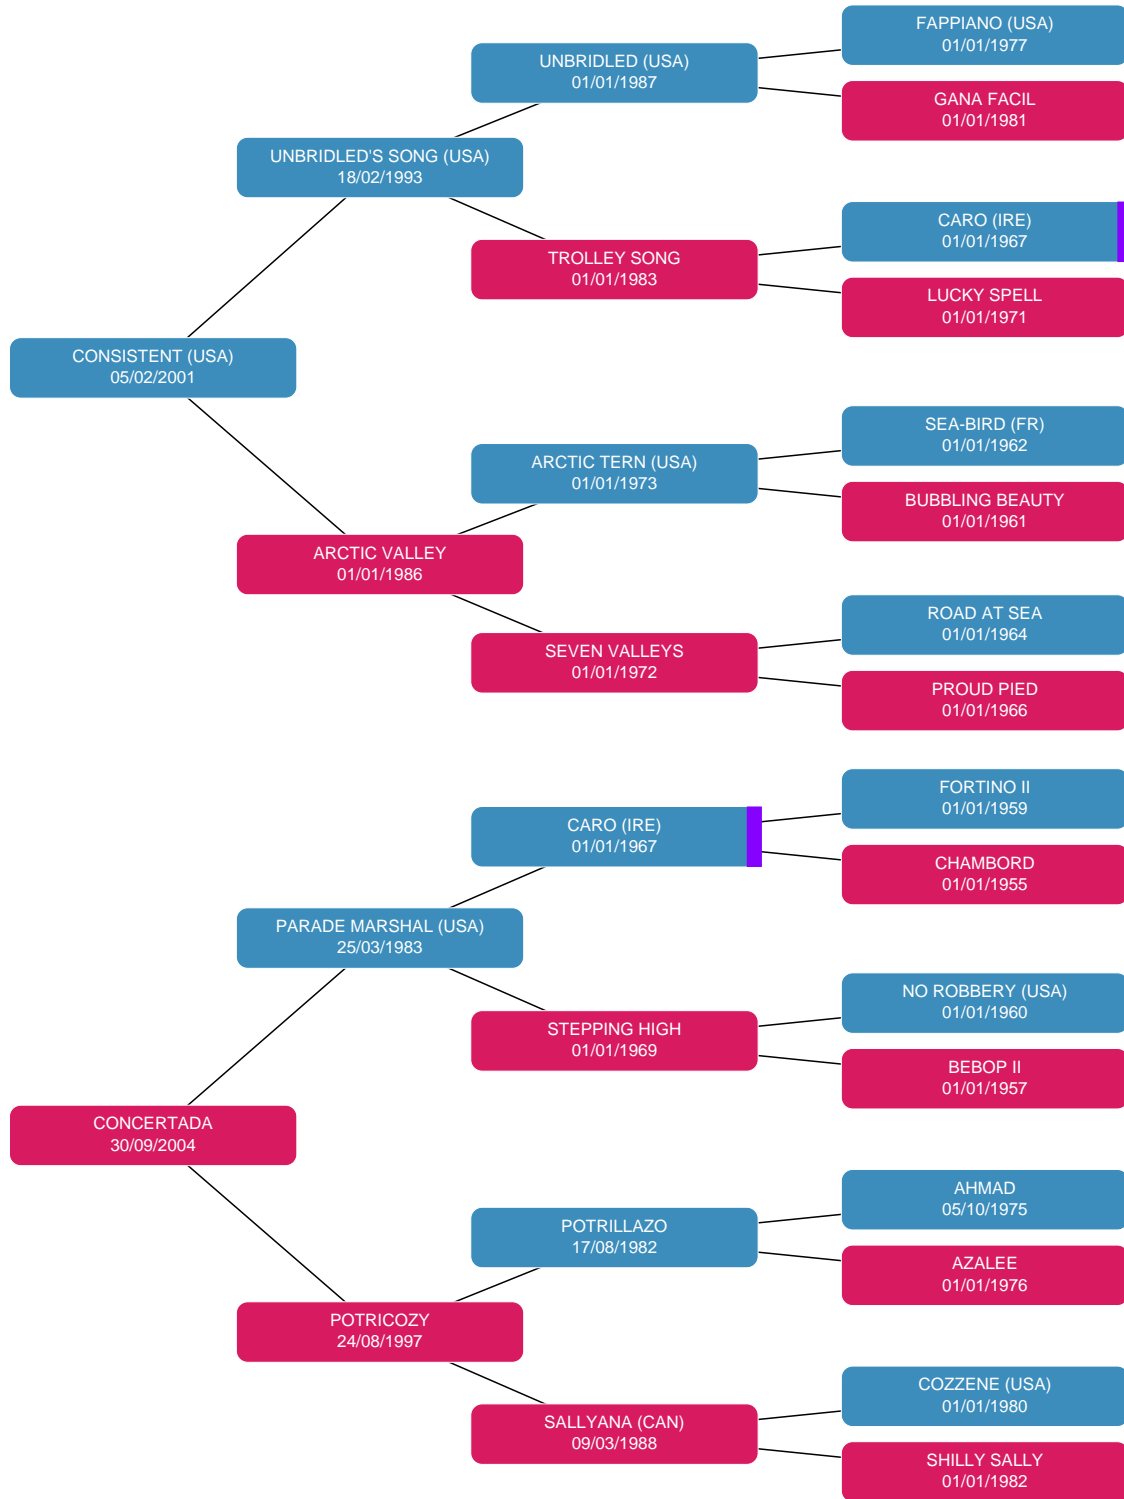 FAPPIANO (USA)
01/01/1977
UNBRIDLED (USA)
01/01/1987
GANA FACIL
01/01/1981
UNBRIDLED'S SONG (USA)
18/02/1993
CARO (IRE)
01/01/1967
TROLLEY SONG
01/01/1983
LUCKY SPELL
01/01/1971
CONSISTENT (USA)
05/02/2001
SEA-BIRD (FR)
01/01/1962
ARCTIC TERN (USA)
01/01/1973
BUBBLING BEAUTY
01/01/1961
ARCTIC VALLEY
01/01/1986
ROAD AT SEA
01/01/1964
SEVEN VALLEYS
01/01/1972
PROUD PIED
01/01/1966
FORTINO II
01/01/1959
CARO (IRE)
01/01/1967
CHAMBORD
01/01/1955
PARADE MARSHAL (USA)
25/03/1983
NO ROBBERY (USA)
01/01/1960
STEPPING HIGH
01/01/1969
BEBOP II
01/01/1957
CONCERTADA
30/09/2004
AHMAD
05/10/1975
POTRILLAZO
17/08/1982
AZALEE
01/01/1976
POTRICOZY
24/08/1997
COZZENE (USA)
01/01/1980
SALLYANA (CAN)
09/03/1988
SHILLY SALLY
01/01/1982